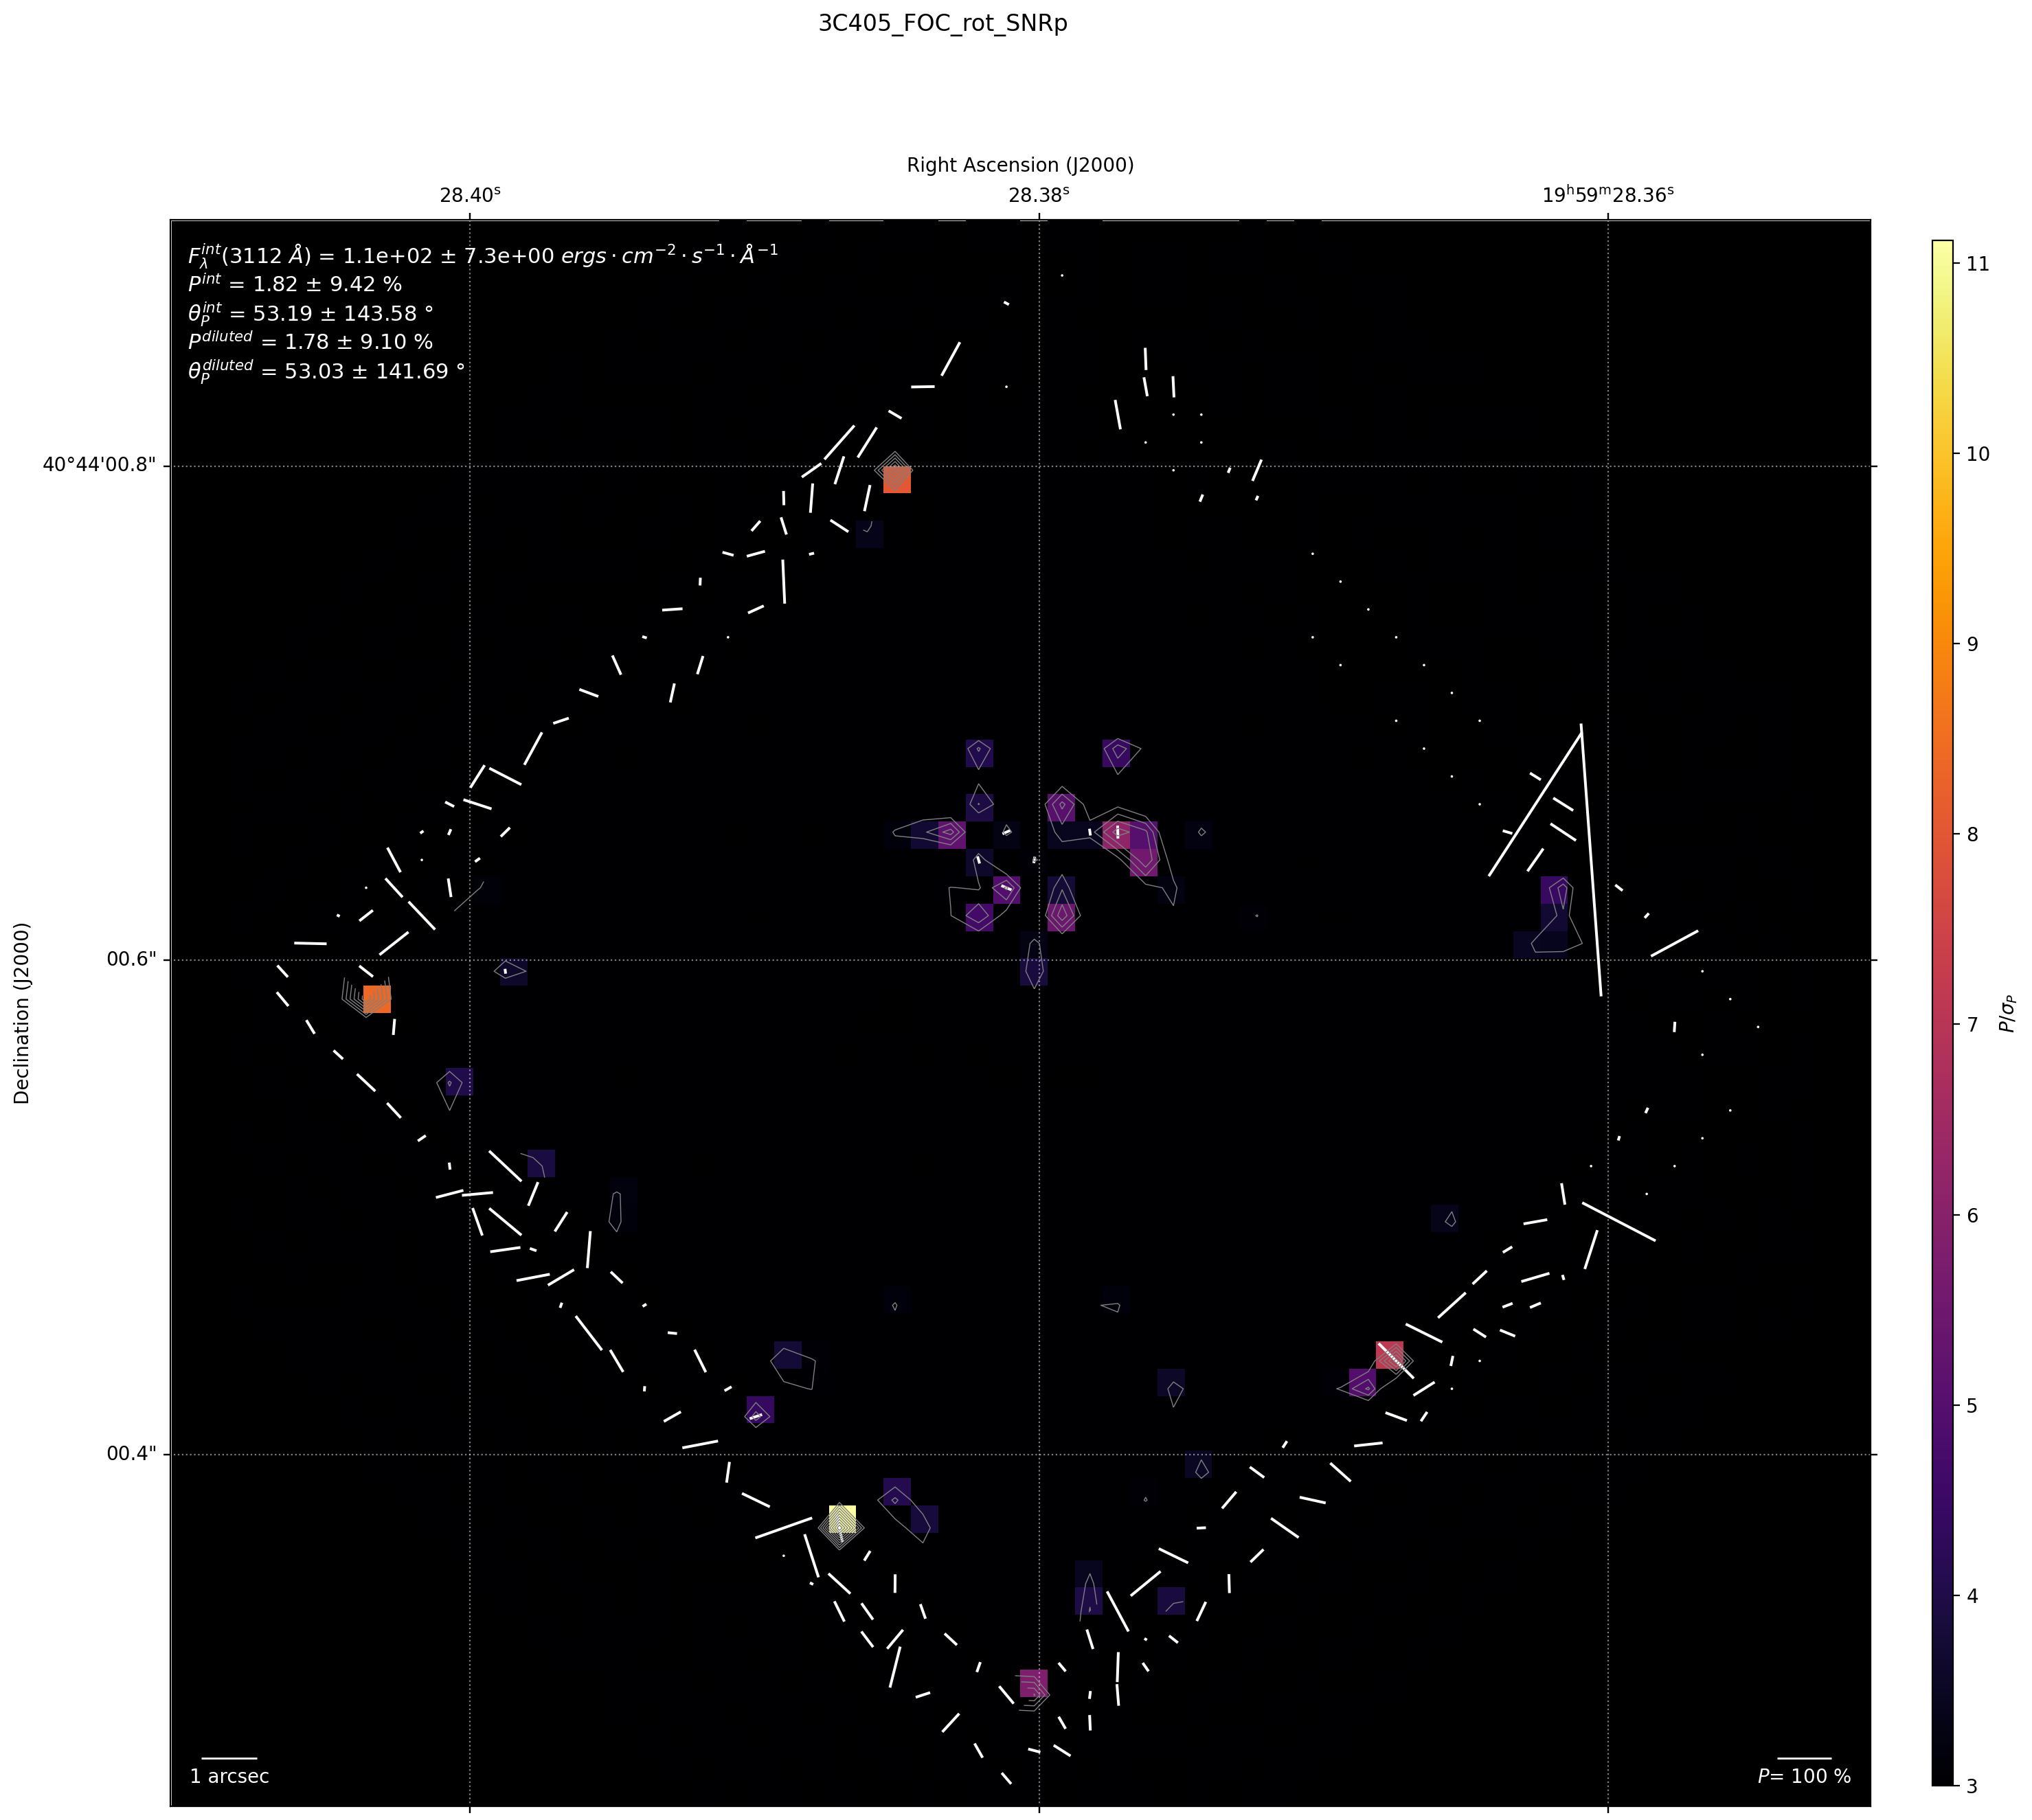 3C405_FOC_rot_SNRp
Right Ascension (J2000)
28.40ˢ 28.38ˢ 19ʰ59ᵐ28.36ˢ
F_λ^int(3112 Å) = 1.1e+02 ± 7.3e+00 ergs · cm⁻² · s⁻¹ · Å⁻¹
P^int = 1.82 ± 9.42 %
θ_P^int = 53.19 ± 143.58 °
P^diluted = 1.78 ± 9.10 %
θ_P^diluted = 53.03 ± 141.69 °
40°44'00.8"
00.6"
00.4"
Declination (J2000)
1 arcsec
P= 100 %
11
10
9
8
7
6
5
4
3
P/σ_P